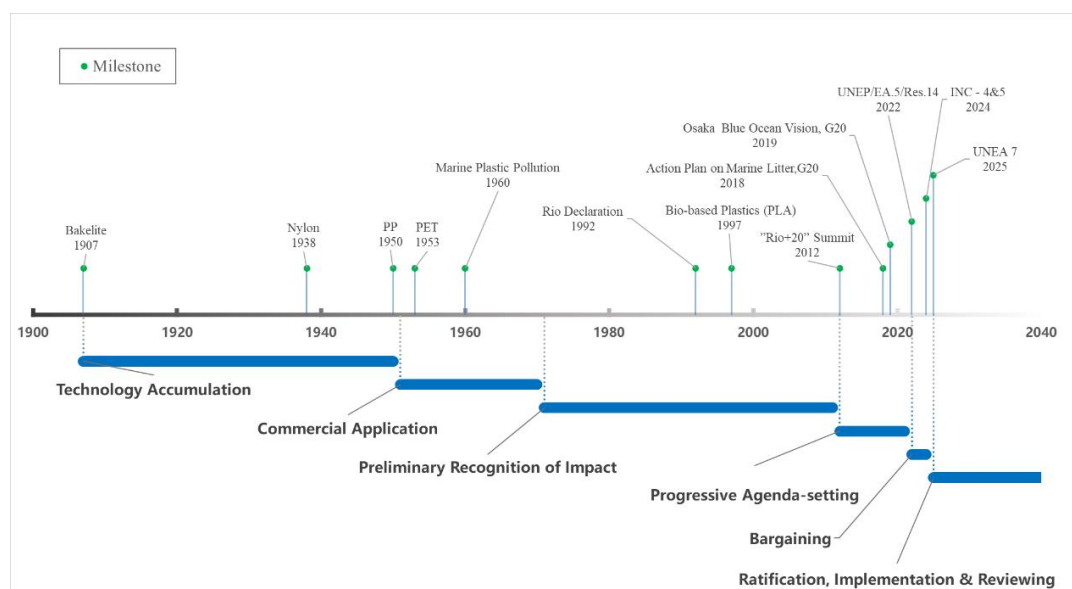 Milestone
UNEP/EA.5/Res.14
2022
INC - 4&5
2024
Osaka Blue Ocean Vision, G20
2019
UNEA 7
2025
Marine Plastic Pollution
1960
Action Plan on Marine Litter,G20
2018
Rio Declaration
1992
Bio-based Plastics (PLA)
1997
Bakelite
1907
Nylon
1938
PP
1950
PET
1953
"Rio+20" Summit
2012
1900
1920
1940
1960
1980
2000
2020
2040
Technology Accumulation
Commercial Application
Preliminary Recognition of Impact
Progressive Agenda-setting
Bargaining
Ratification, Implementation & Reviewing